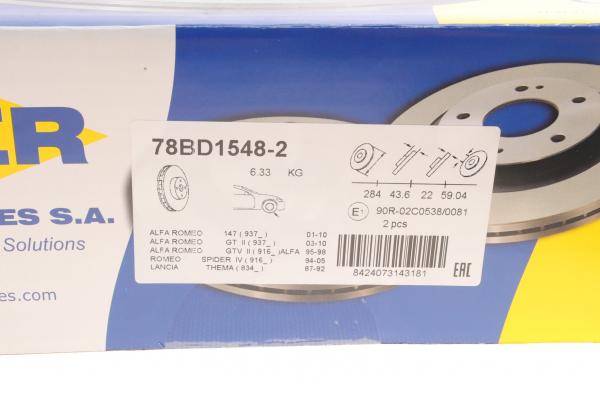 ER
ES S.A.
Solutions
es.com
78BD1548-2
6.33 KG
284 43.6 22 59.04
E1 90R-02C0538/0081
2 pcs
ALFA ROMEO 147 ( 937_ ) 01-10
ALFA ROMEO GT II ( 937_ ) 03-10
ALFA ROMEO GTV II ( 916_ )ALFA 95-98
ROMEO SPIDER IV ( 916_ ) 94-05
LANCIA THEMA ( 834_ ) 87-92
8424073143181
EAC